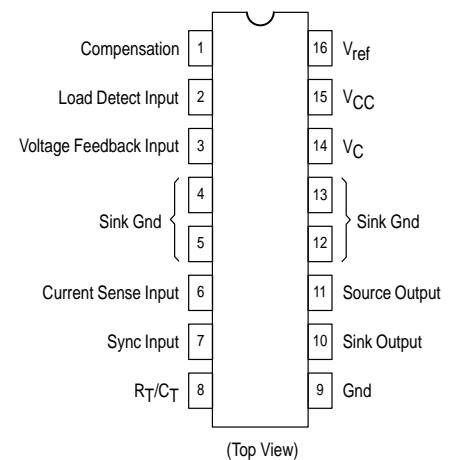 Compensation 1 16 Vref
Load Detect Input 2 15 VCC
Voltage Feedback Input 3 14 VC
4 13
Sink Gnd Sink Gnd
5 12
Current Sense Input 6 11 Source Output
Sync Input 7 10 Sink Output
RT/CT 8 9 Gnd
(Top View)